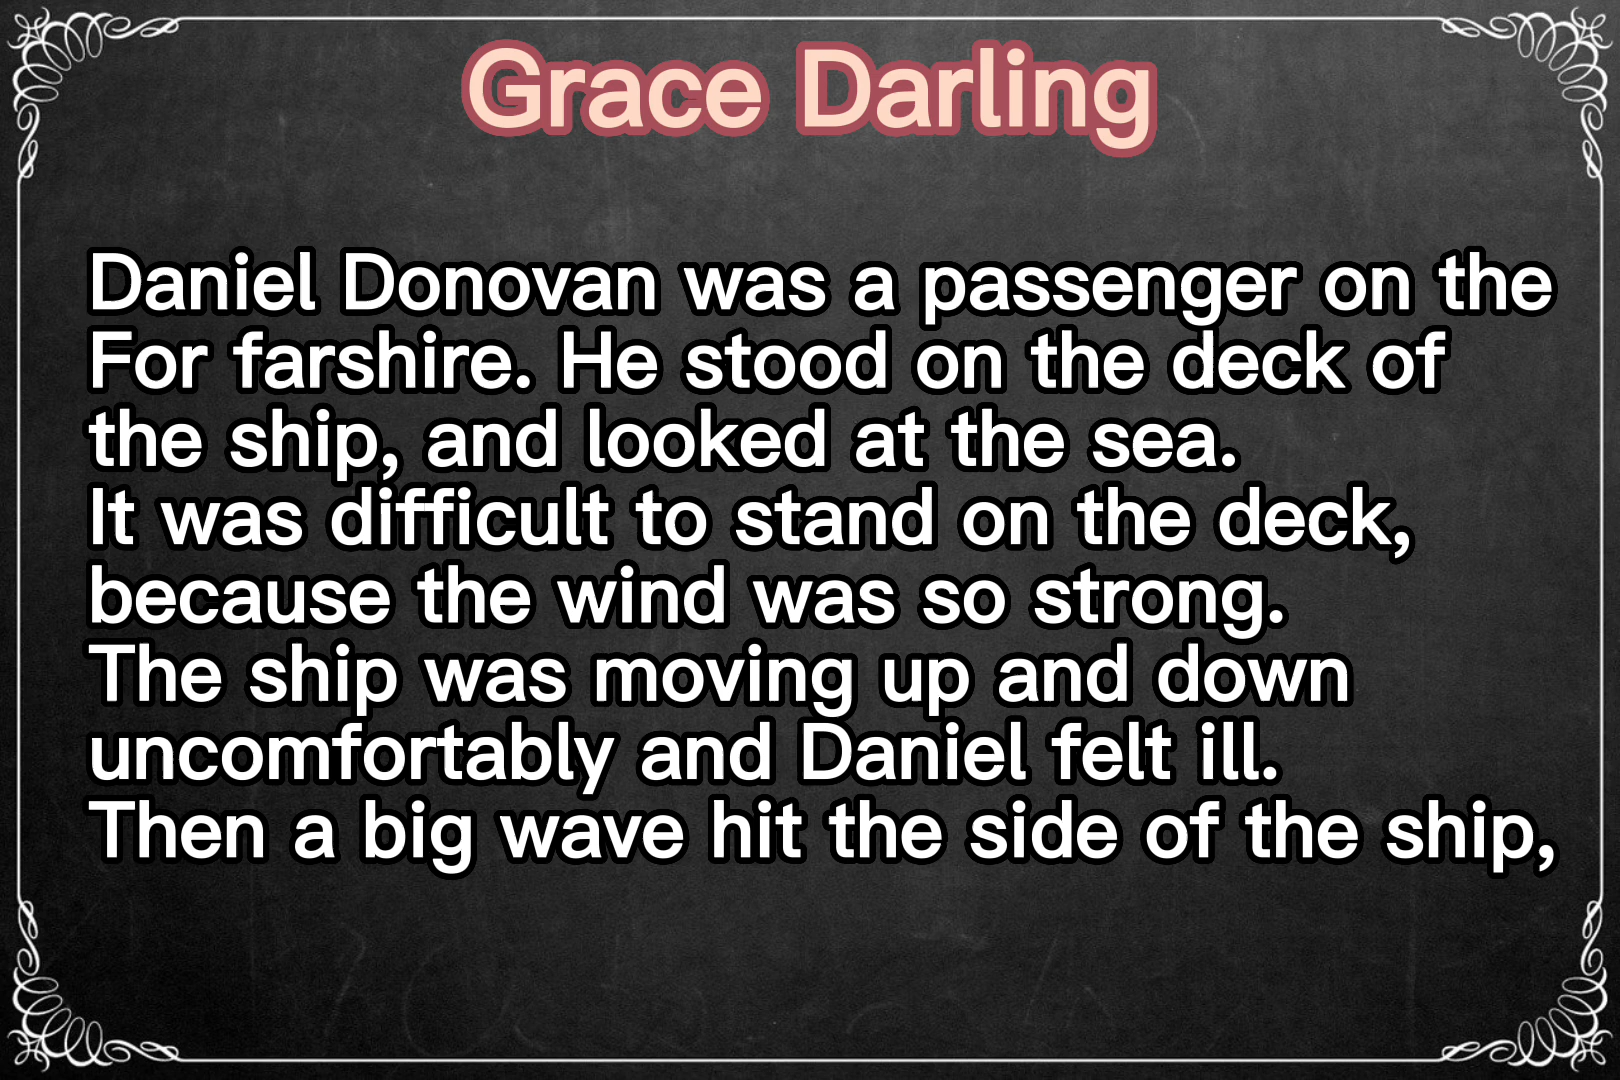 Grace Darling
Daniel Donovan was a passenger on the
For farshire. He stood on the deck of
the ship, and looked at the sea.
It was difficult to stand on the deck,
because the wind was so strong.
The ship was moving up and down
uncomfortably and Daniel felt ill.
Then a big wave hit the side of the ship,